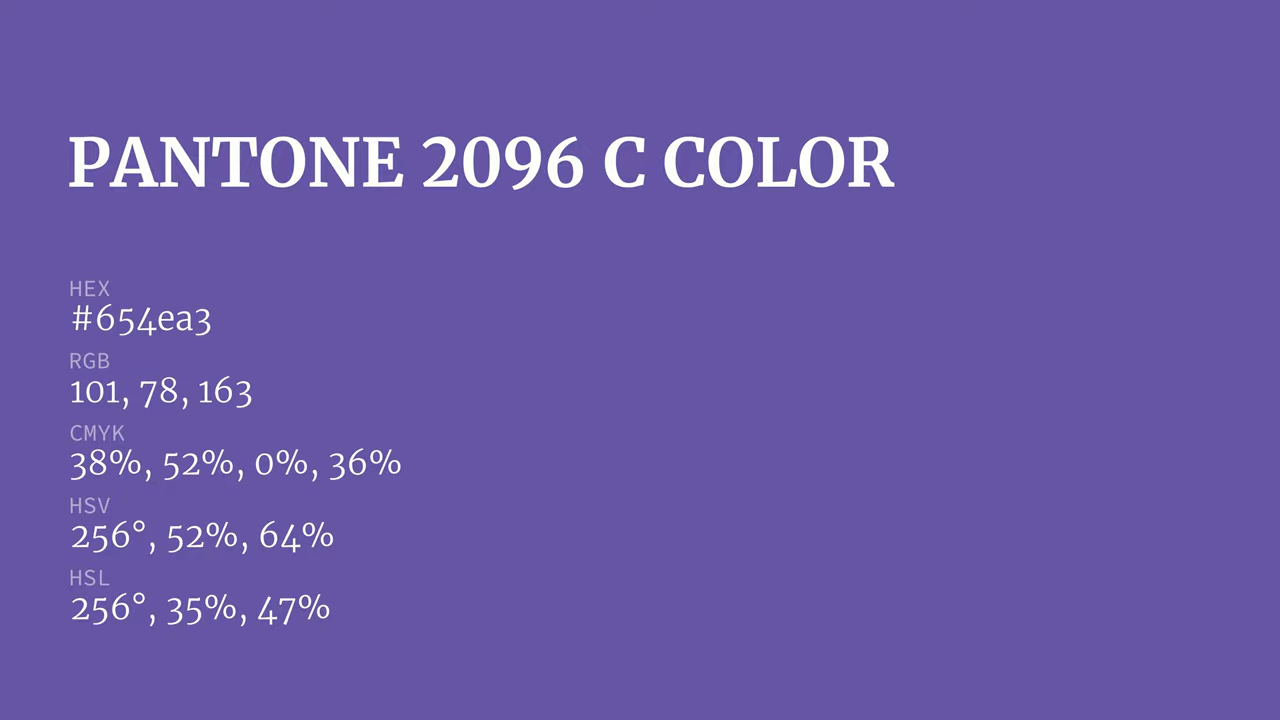 PANTONE 2096 C COLOR
HEX
#654ea3
RGB
101, 78, 163
CMYK
38%, 52%, 0%, 36%
HSV
256°, 52%, 64%
HSL
256°, 35%, 47%